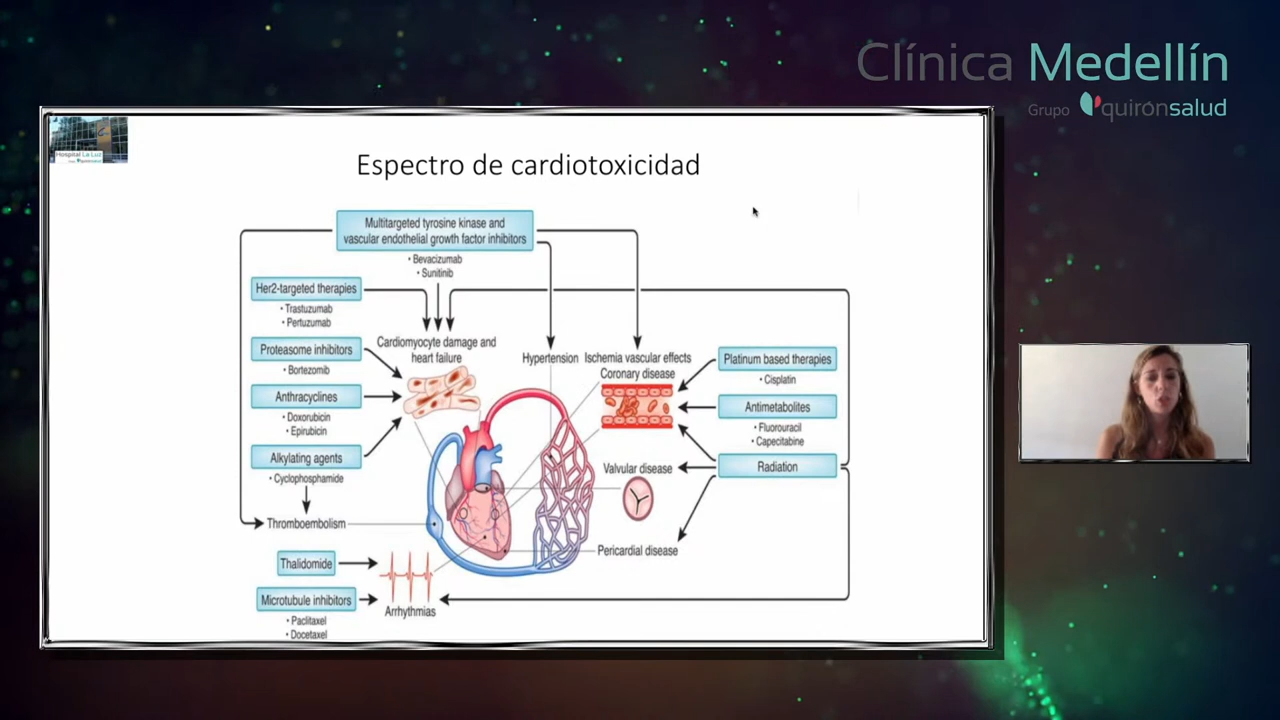 Clínica Medellín
Grupo quirónsalud
Hospital La Luz
Espectro de cardiotoxicidad
Multitargeted tyrosine kinase and
vascular endothelial growth factor inhibitors
• Bevacizumab
• Sunitinib
Her2-targeted therapies
• Trastuzumab
• Pertuzumab
Proteasome inhibitors
• Bortezomib
Anthracyclines
• Doxorubicin
• Epirubicin
Alkylating agents
• Cyclophosphamide
Thromboembolism
Thalidomide
Microtubule inhibitors
• Paclitaxel
• Docetaxel
Cardiomyocyte damage and
heart failure
Hypertension
Ischemia vascular effects
Coronary disease
Platinum based therapies
• Cisplatin
Antimetabolites
• Fluorouracil
• Capecitabine
Radiation
Valvular disease
Pericardial disease
Arrhythmias